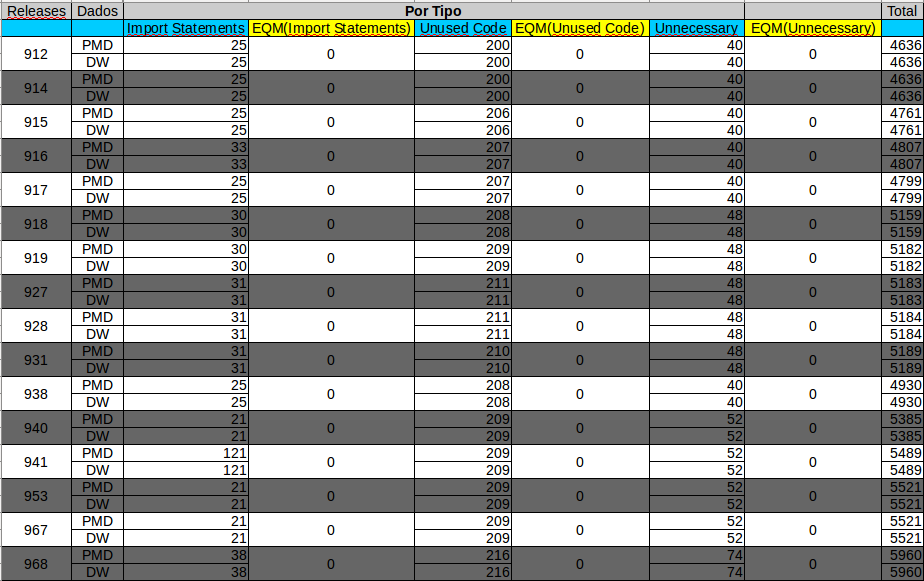 Releases Dados Por Tipo Total
Import Statements EQM(Import Statements) Unused Code EQM(Unused Code) Unnecessary EQM(Unnecessary)
912 PMD 25 0 200 0 40 0 4636
DW 25 200 40 4636
914 PMD 25 0 200 0 40 0 4636
DW 25 200 40 4636
915 PMD 25 0 206 0 40 0 4761
DW 25 206 40 4761
916 PMD 33 0 207 0 40 0 4807
DW 33 207 40 4807
917 PMD 25 0 207 0 40 0 4799
DW 25 207 40 4799
918 PMD 30 0 208 0 48 0 5159
DW 30 208 48 5159
919 PMD 30 0 209 0 48 0 5182
DW 30 209 48 5182
927 PMD 31 0 211 0 48 0 5183
DW 31 211 48 5183
928 PMD 31 0 211 0 48 0 5184
DW 31 211 48 5184
931 PMD 31 0 210 0 48 0 5189
DW 31 210 48 5189
938 PMD 25 0 208 0 40 0 4930
DW 25 208 40 4930
940 PMD 21 0 209 0 52 0 5385
DW 21 209 52 5385
941 PMD 121 0 209 0 52 0 5489
DW 121 209 52 5489
953 PMD 21 0 209 0 52 0 5521
DW 21 209 52 5521
967 PMD 21 0 209 0 52 0 5521
DW 21 209 52 5521
968 PMD 38 0 216 0 74 0 5960
DW 38 216 74 5960